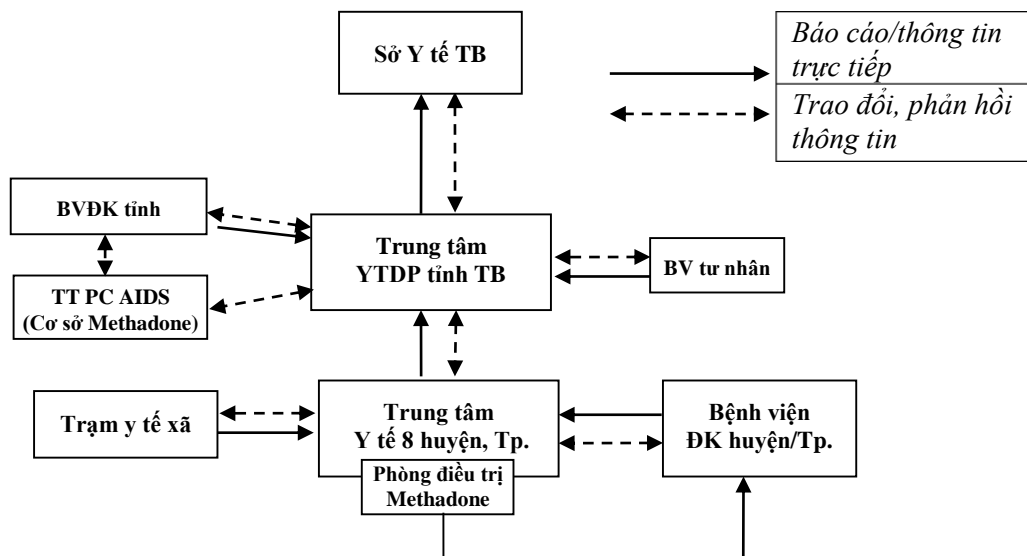 Sở Y tế TB
Báo cáo/thông tin
trực tiếp
Trao đổi, phản hồi
thông tin
BVĐK tỉnh
Trung tâm
YTDP tỉnh TB
BV tư nhân
TT PC AIDS
(Cơ sở Methadone)
Trạm y tế xã
Trung tâm
Y tế 8 huyện, Tp.
Bệnh viện
ĐK huyện/Tp.
Phòng điều trị
Methadone